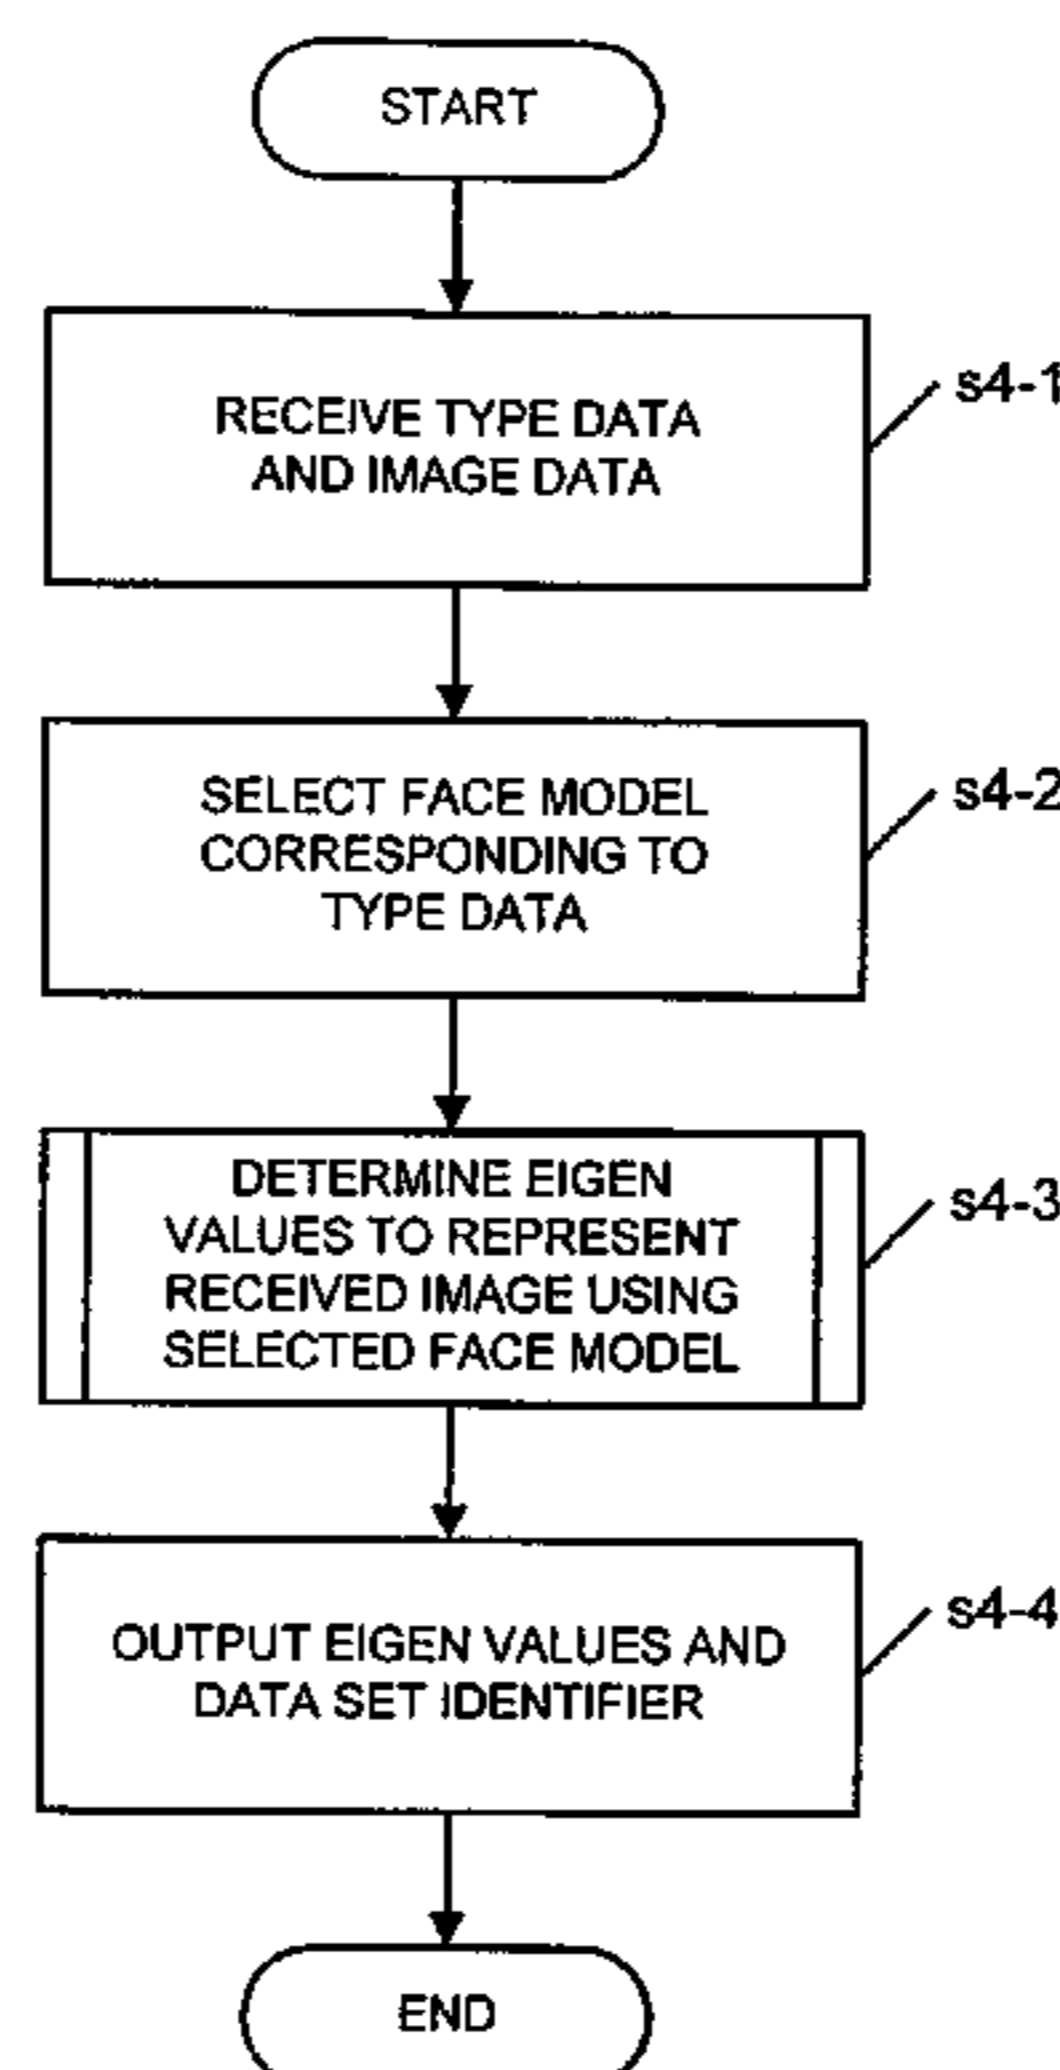 START
RECEIVE TYPE DATA
AND IMAGE DATA
s4-1
SELECT FACE MODEL
CORRESPONDING TO
TYPE DATA
s4-2
DETERMINE EIGEN
VALUES TO REPRESENT
RECEIVED IMAGE USING
SELECTED FACE MODEL
s4-3
OUTPUT EIGEN VALUES AND
DATA SET IDENTIFIER
s4-4
END